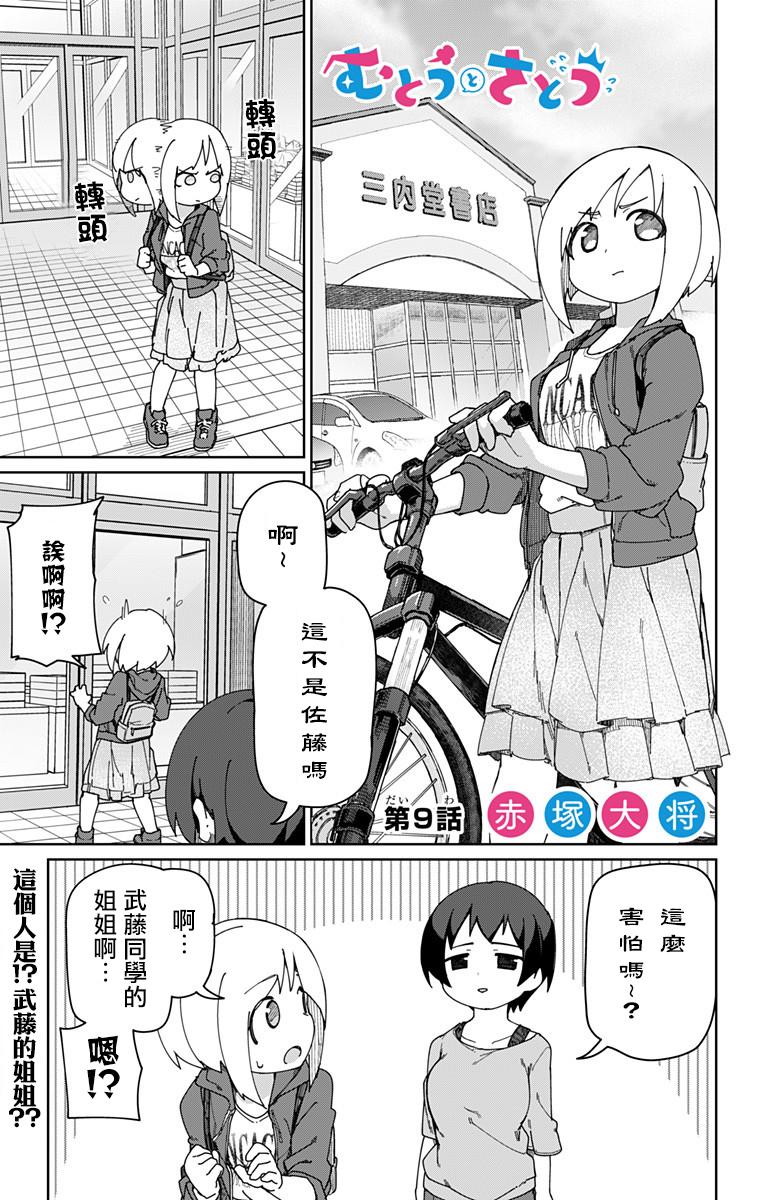 むとうとさとう
三内堂書店
第9話
だいわ
赤塚大将
轉頭
轉頭
啊~
這不是佐藤嗎
誒啊啊!?
這麼
害怕嗎~?
啊…
武藤同學的
姐姐啊…
嗯!?
這個人是!?武藤的姐姐??